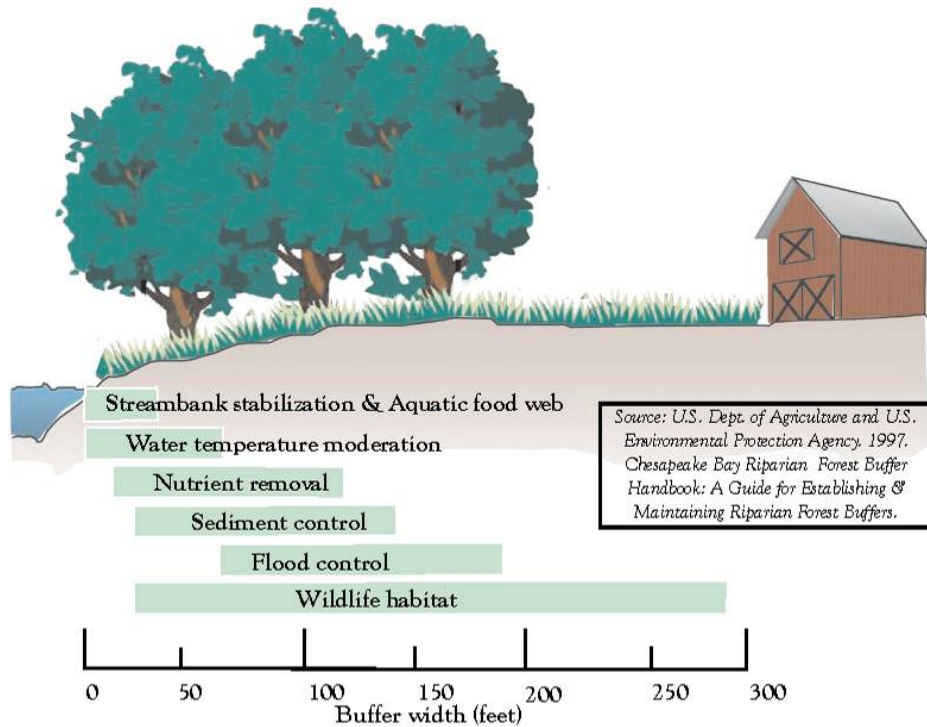 Streambank stabilization & Aquatic food web
Water temperature moderation
Nutrient removal
Sediment control
Flood control
Wildlife habitat
Source: U.S. Dept. of Agriculture and U.S.
Environmental Protection Agency. 1997.
Chesapeake Bay Riparian Forest Buffer
Handbook: A Guide for Establishing &
Maintaining Riparian Forest Buffers.
0 50 100 150 200 250 300
Buffer width (feet)